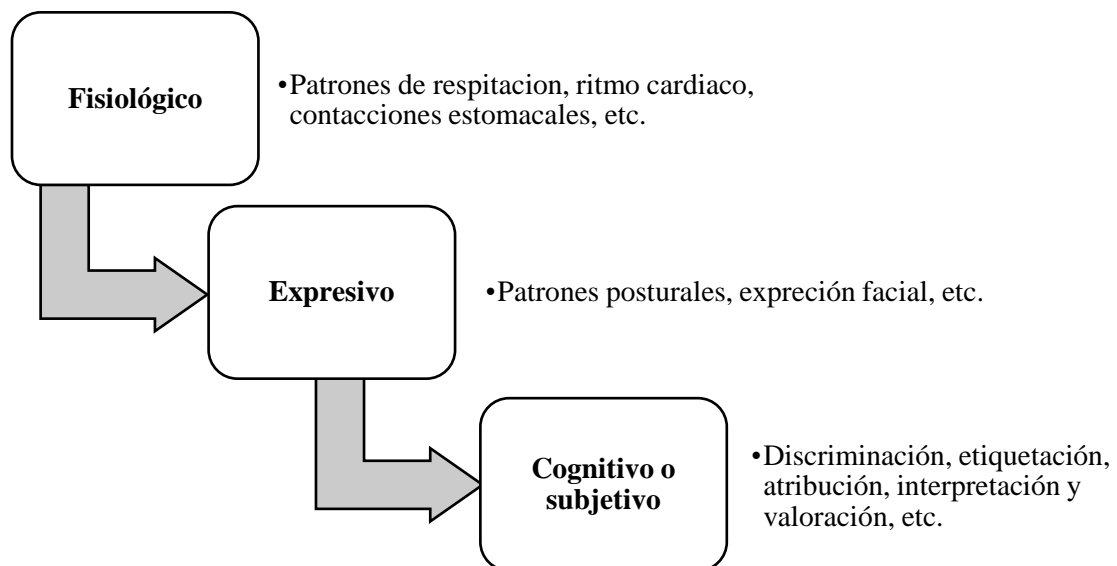 Fisiológico
•Patrones de respitacion, ritmo cardiaco,
contacciones estomacales, etc.
Expresivo
•Patrones posturales, expreción facial, etc.
Cognitivo o
subjetivo
•Discriminación, etiquetación,
atribución, interpretación y
valoración, etc.